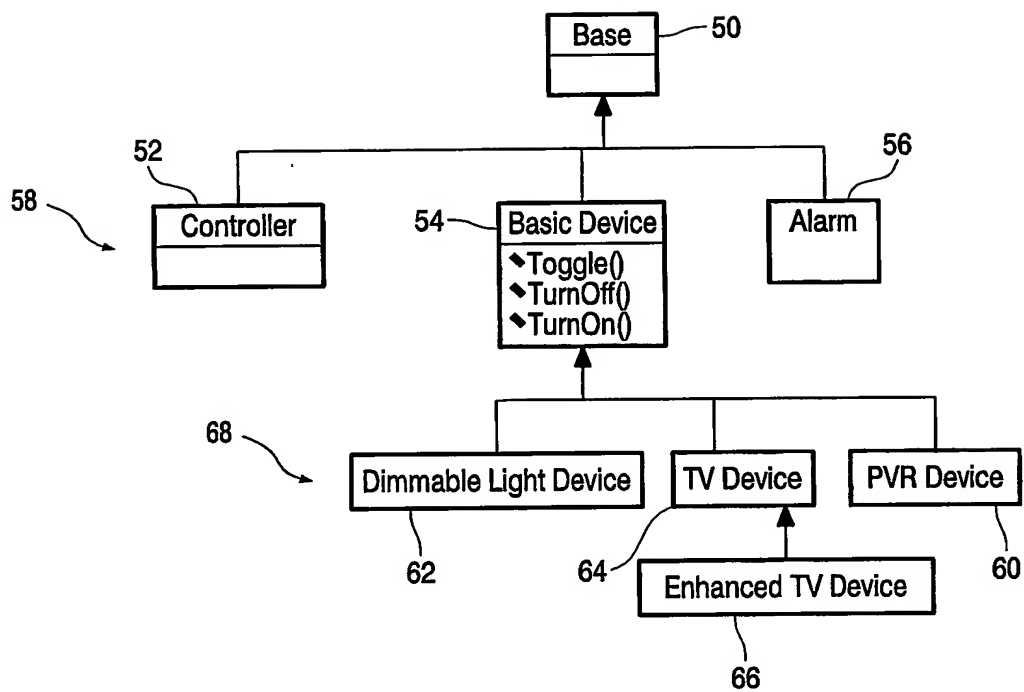 Base
50
52
56
58
Controller
54
Basic Device
Alarm
Toggle()
TurnOff()
TurnOn()
68
Dimmable Light Device
TV Device
PVR Device
62
64
60
Enhanced TV Device
66